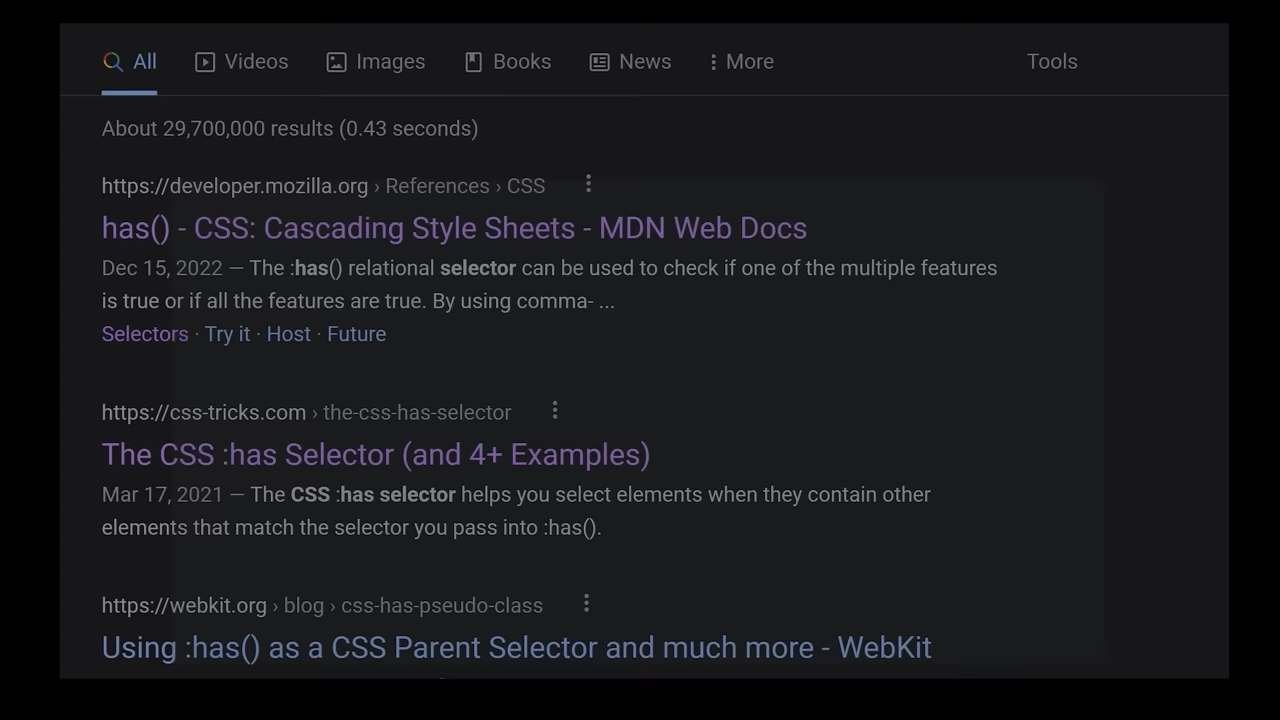 All Videos Images Books News More Tools
About 29,700,000 results (0.43 seconds)
https://developer.mozilla.org › References › CSS
has() - CSS: Cascading Style Sheets - MDN Web Docs
Dec 15, 2022 — The :has() relational selector can be used to check if one of the multiple features
is true or if all the features are true. By using comma- ...
Selectors · Try it · Host · Future
https://css-tricks.com › the-css-has-selector
The CSS :has Selector (and 4+ Examples)
Mar 17, 2021 — The CSS :has selector helps you select elements when they contain other
elements that match the selector you pass into :has().
https://webkit.org › blog › css-has-pseudo-class
Using :has() as a CSS Parent Selector and much more - WebKit